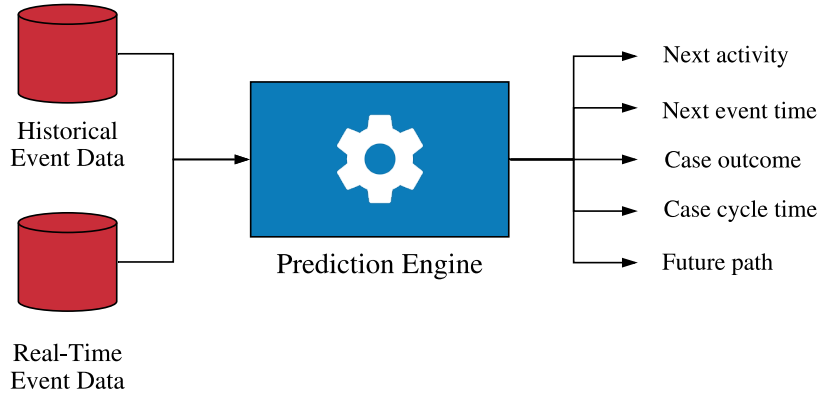 Historical
Event Data
Real-Time
Event Data
Prediction Engine
Next activity
Next event time
Case outcome
Case cycle time
Future path